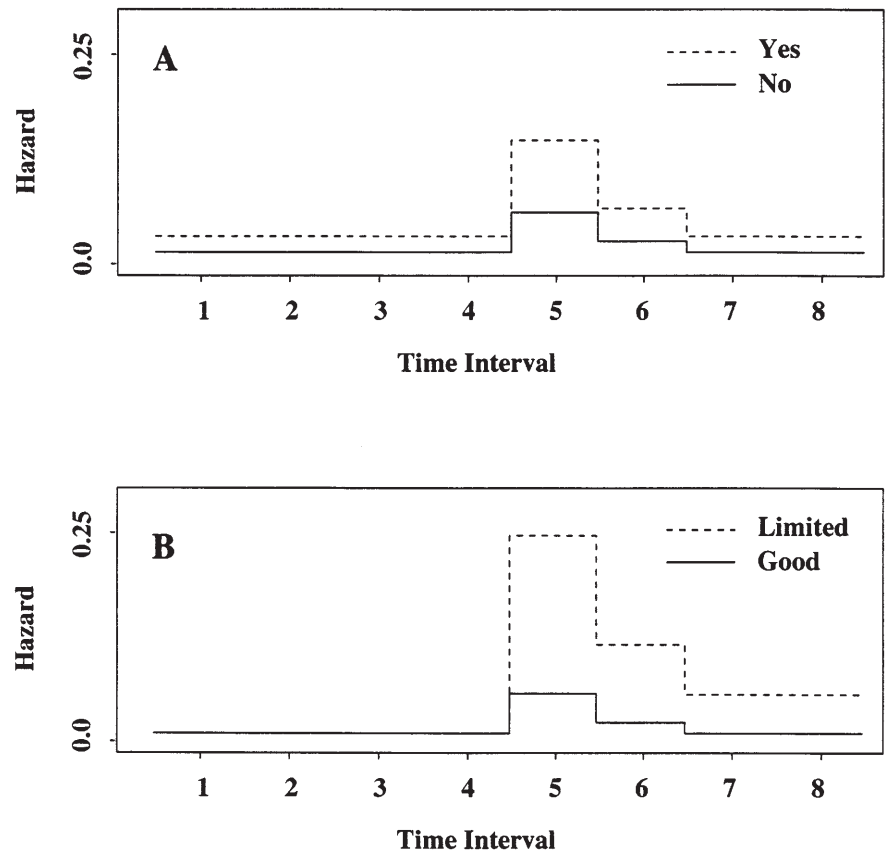 A
Yes
No
0.25
0.0
Hazard
1 2 3 4 5 6 7 8
Time Interval
B
Limited
Good
0.25
0.0
Hazard
1 2 3 4 5 6 7 8
Time Interval